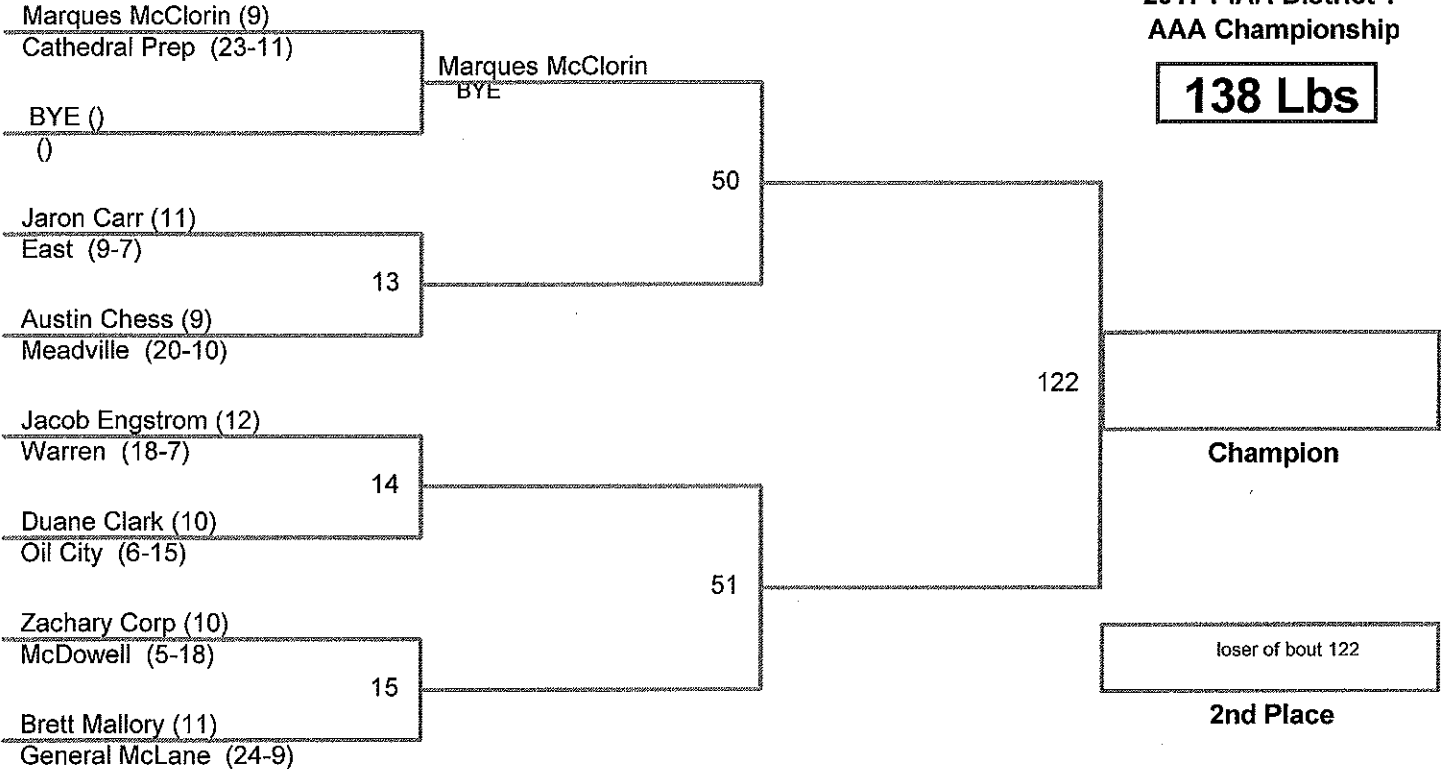 AAA Championship
138 Lbs
Marques McClorin (9)
Cathedral Prep (23-11)
Marques McClorin
BYE
BYE ()
()
50
Jaron Carr (11)
East (9-7)
13
Austin Chess (9)
Meadville (20-10)
122
Jacob Engstrom (12)
Warren (18-7)
Champion
14
Duane Clark (10)
Oil City (6-15)
51
Zachary Corp (10)
McDowell (5-18)
loser of bout 122
15
2nd Place
Brett Mallory (11)
General McLane (24-9)